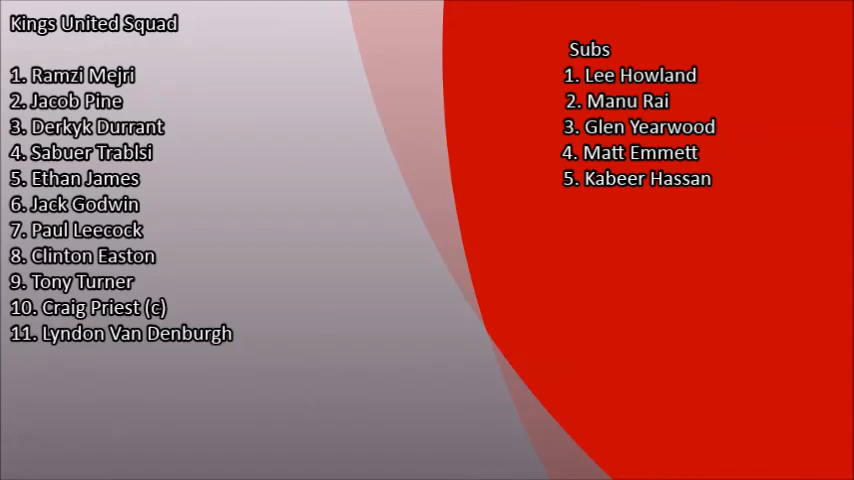 Kings United Squad
1. Ramzi Mejri
2. Jacob Pine
3. Derkyk Durrant
4. Sabuer Trablsi
5. Ethan James
6. Jack Godwin
7. Paul Leecock
8. Clinton Easton
9. Tony Turner
10. Craig Priest (c)
11. Lyndon Van Denburgh
Subs
1. Lee Howland
2. Manu Rai
3. Glen Yearwood
4. Matt Emmett
5. Kabeer Hassan